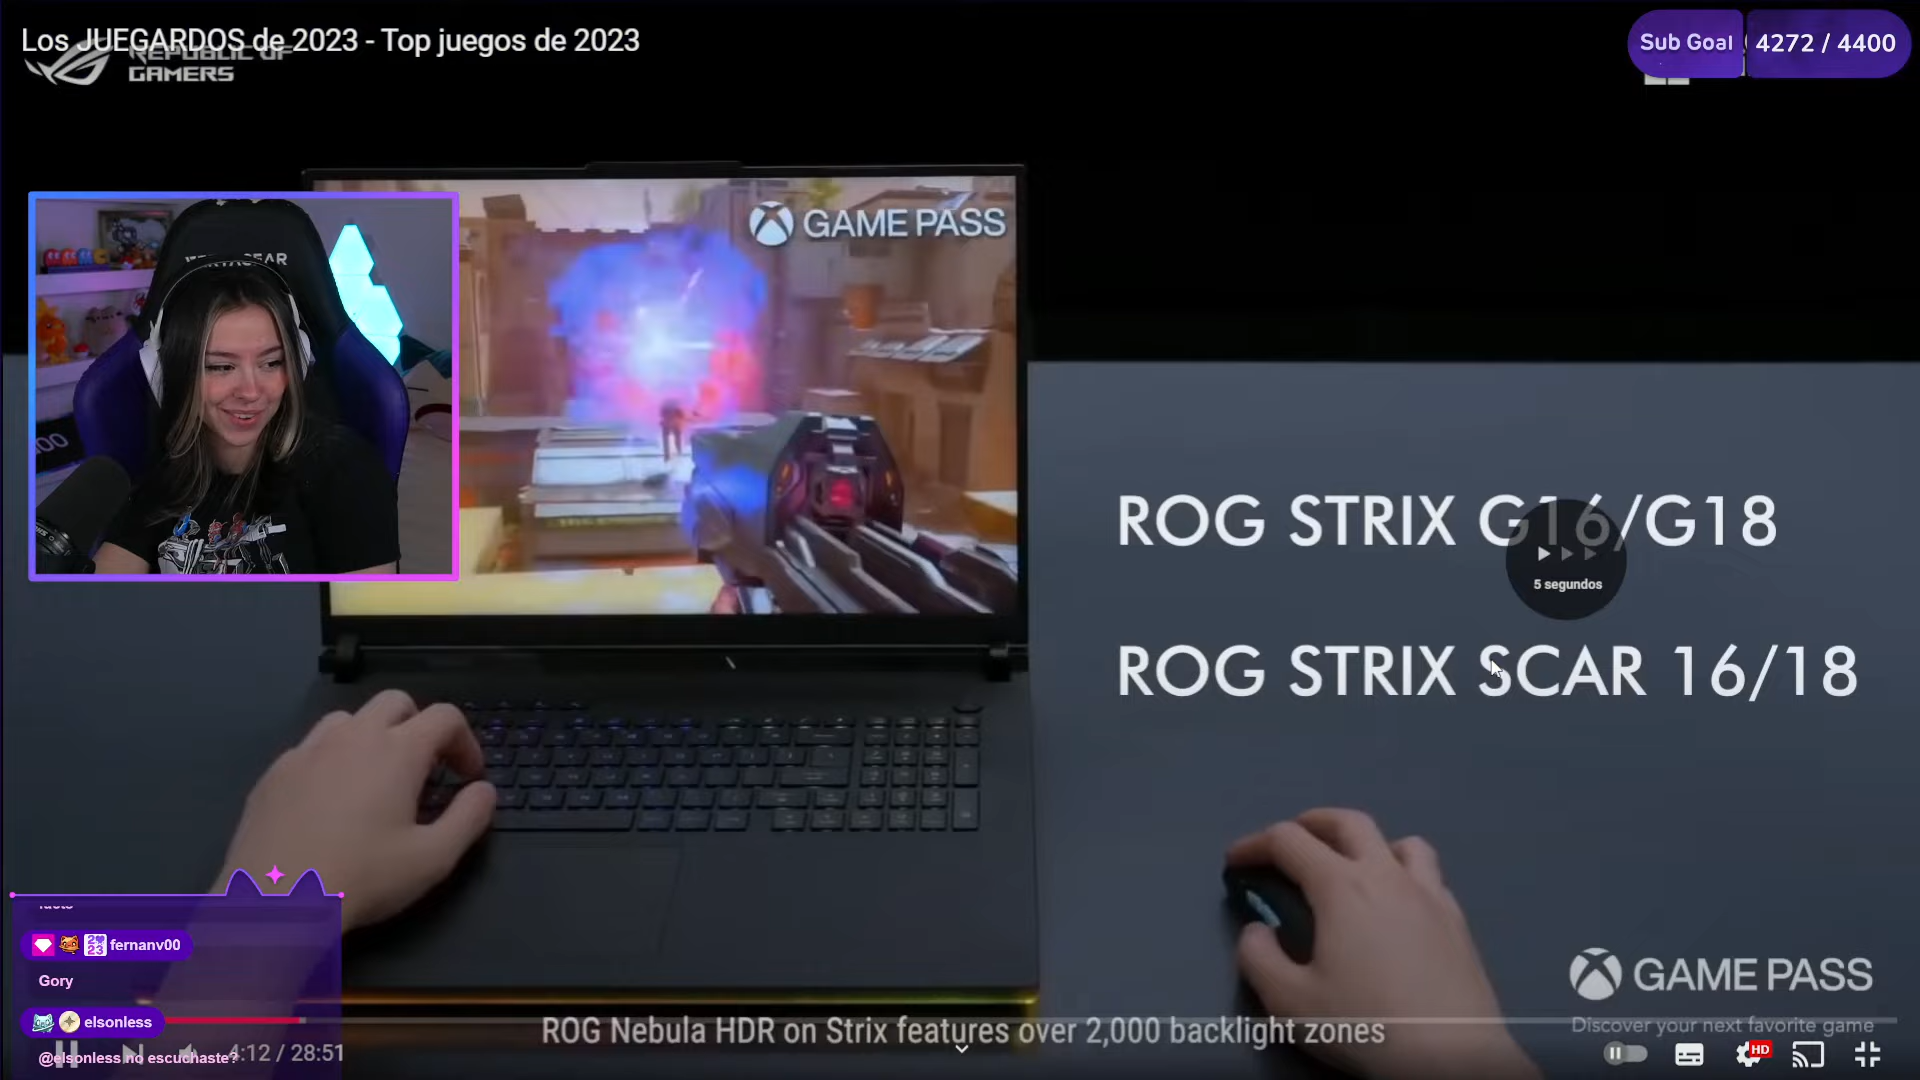 Los JUEGARDOS de 2023 - Top juegos de 2023
REPUBLIC OF
GAMERS
Sub Goal
4272 / 4400
GAME PASS
ROG STRIX G16/G18
5 segundos
ROG STRIX SCAR 16/18
fernanv00
Gory
elsonless
@elsonless no escuchaste?
4:12 / 28:51
ROG Nebula HDR on Strix features over 2,000 backlight zones
GAME PASS
Discover your next favorite game
HD